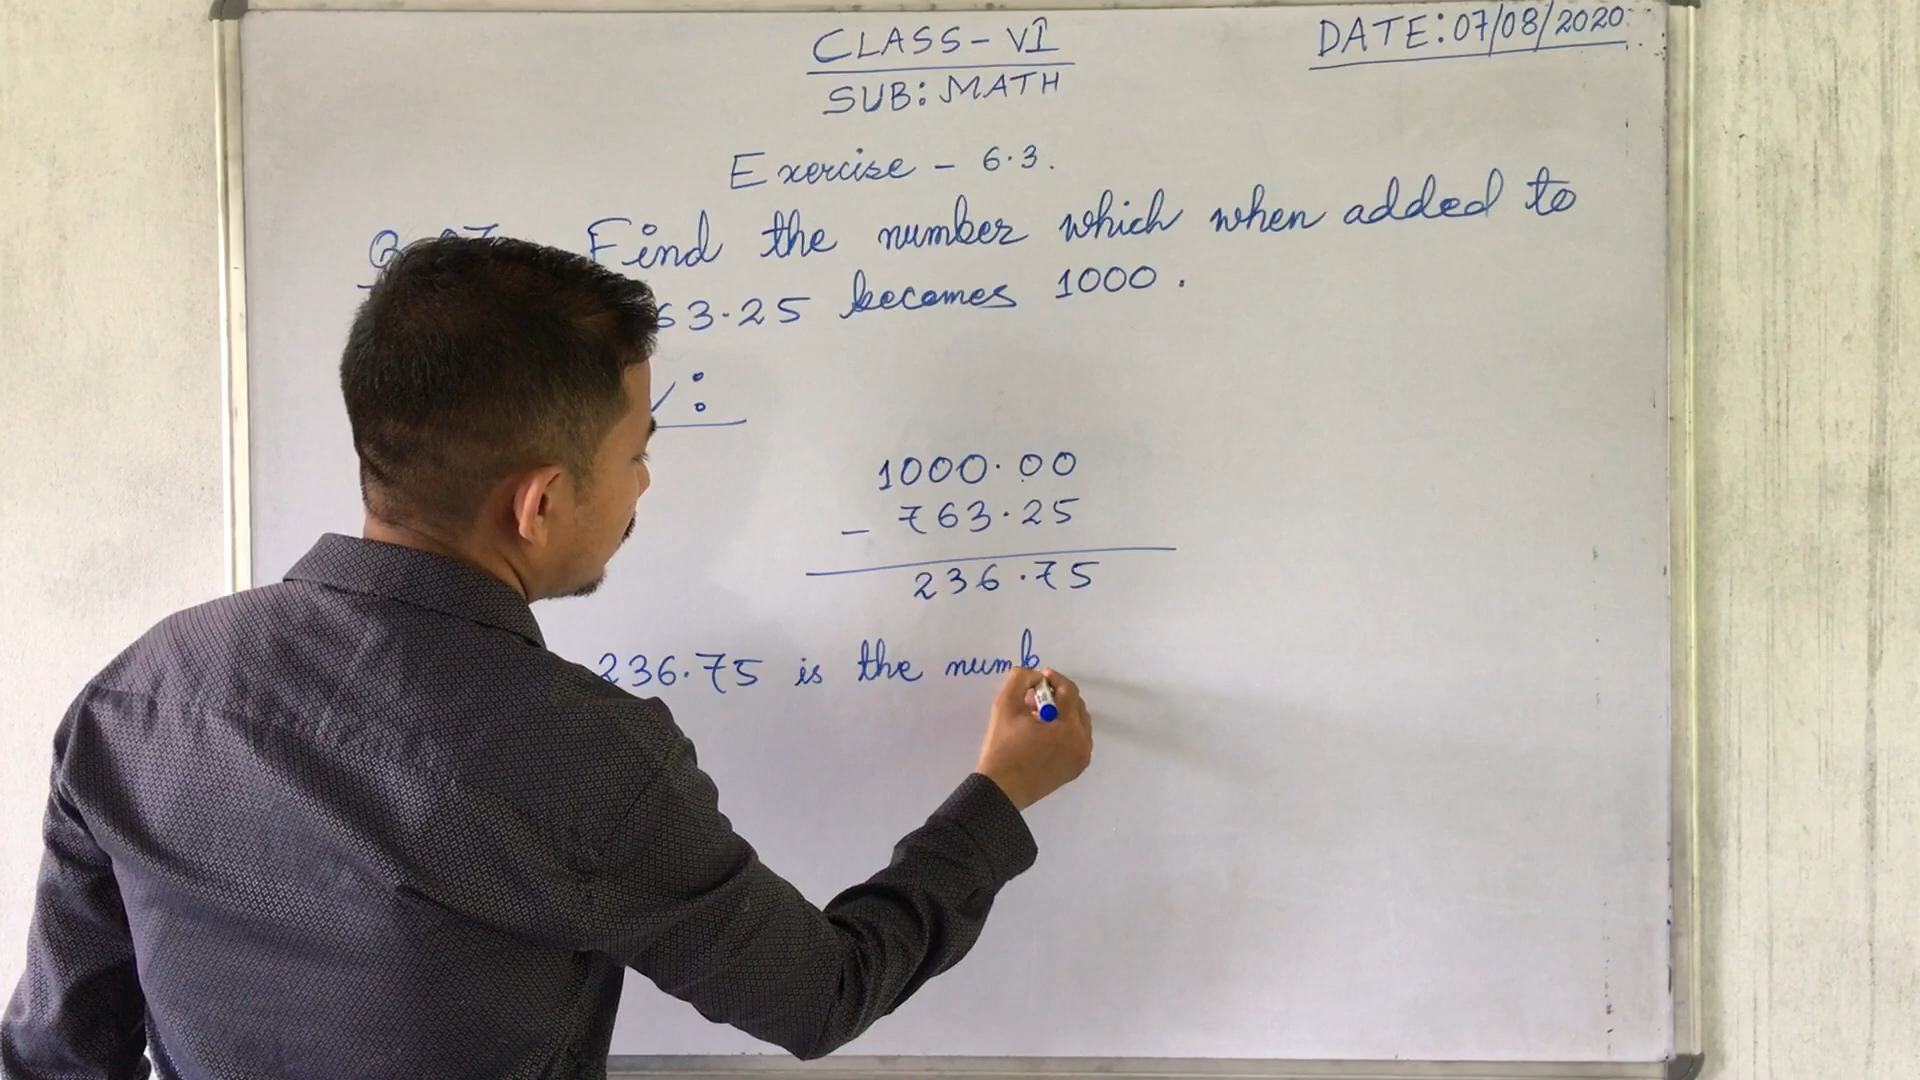 CLASS-VI
DATE: 07/08/2020
SUB: MATH
Exercise - 6.3.
Find the number which when added to
63.25 becomes 1000.
:
1000.00
- 763.25
236.75
236.75 is the numb